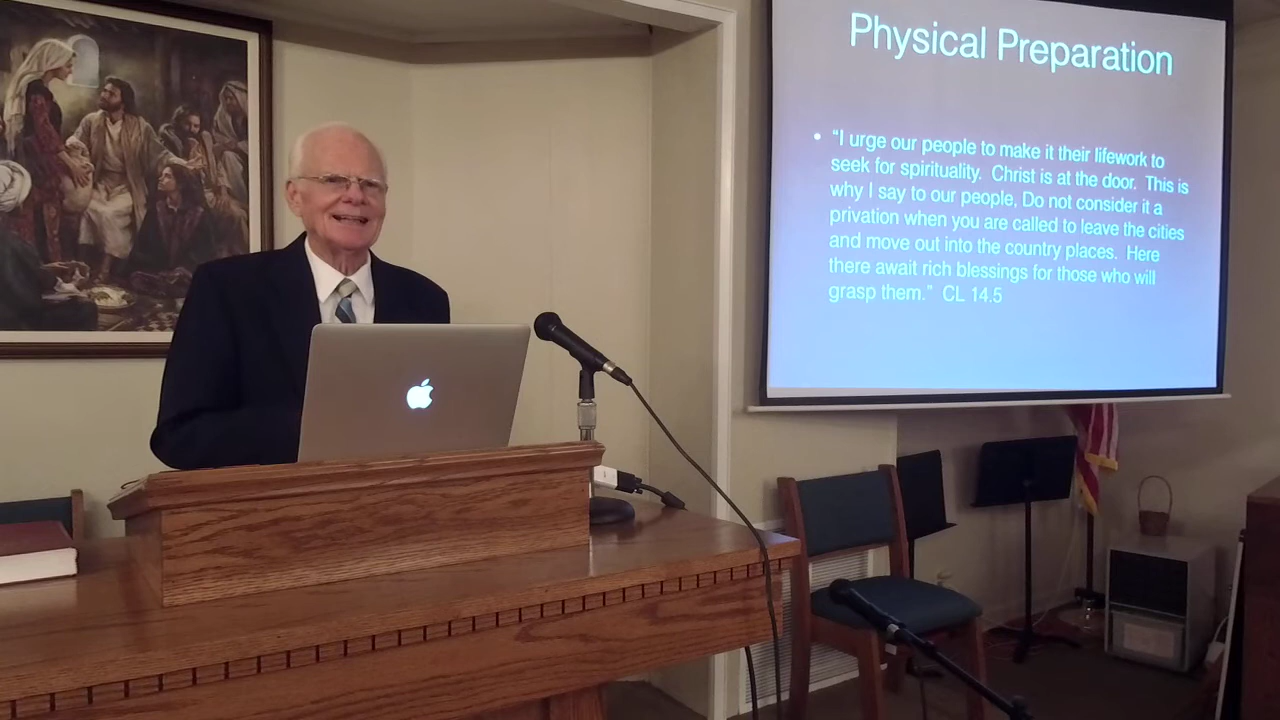 Physical Preparation
• “I urge our people to make it their lifework to
seek for spirituality. Christ is at the door. This is
why I say to our people, Do not consider it a
privation when you are called to leave the cities
and move out into the country places. Here
there await rich blessings for those who will
grasp them.” CL 14.5